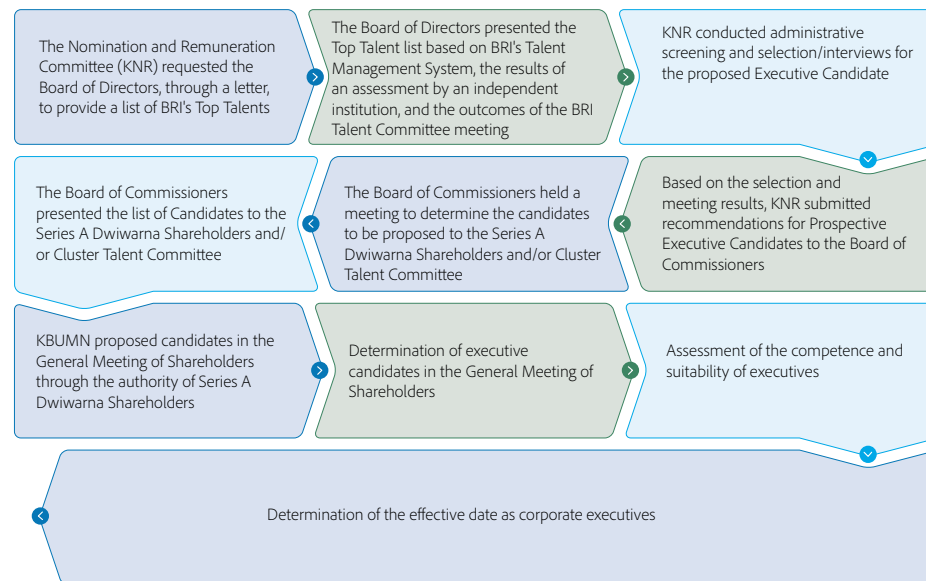 The Nomination and Remuneration
Committee (KNR) requested the
Board of Directors, through a letter,
to provide a list of BRI's Top Talents
The Board of Directors presented the
Top Talent list based on BRI's Talent
Management System, the results of
an assessment by an independent
institution, and the outcomes of the BRI
Talent Committee meeting
KNR conducted administrative
screening and selection/interviews for
the proposed Executive Candidate
Based on the selection and
meeting results, KNR submitted
recommendations for Prospective
Executive Candidates to the Board of
Commissioners
The Board of Commissioners held a
meeting to determine the candidates
to be proposed to the Series A
Dwiwarna Shareholders and/or Cluster
Talent Committee
The Board of Commissioners
presented the list of Candidates to the
Series A Dwiwarna Shareholders and/
or Cluster Talent Committee
KBUMN proposed candidates in the
General Meeting of Shareholders
through the authority of Series A
Dwiwarna Shareholders
Determination of executive
candidates in the General Meeting of
Shareholders
Assessment of the competence and
suitability of executives
Determination of the effective date as corporate executives